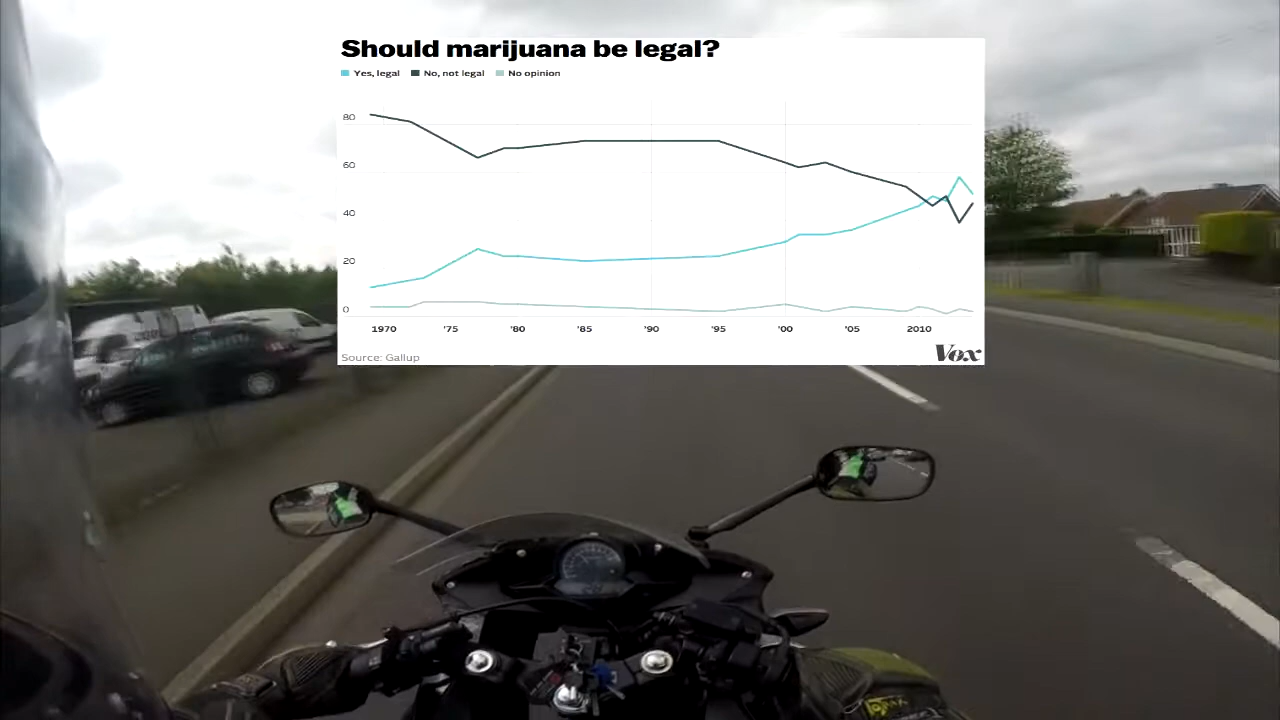 Should marijuana be legal?
Yes, legal No, not legal No opinion
80
60
40
20
0
1970 '75 '80 '85 '90 '95 '00 '05 2010
Source: Gallup
Vox